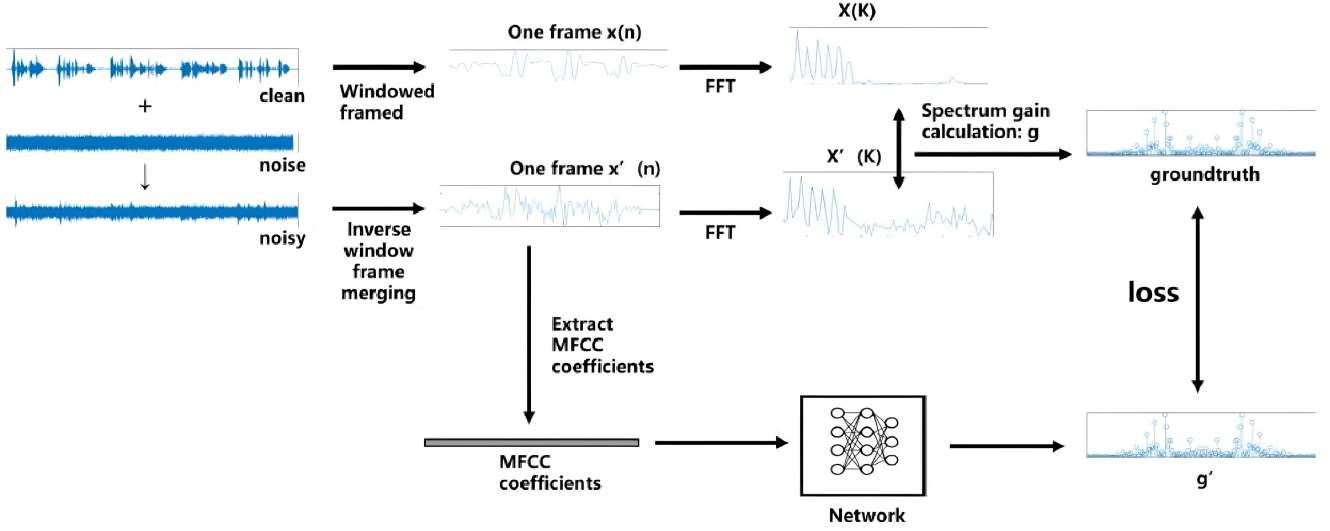 clean
+
noise
noisy
Windowed
framed
Inverse
window
frame
merging
One frame x(n)
One frame x′ (n)
FFT
FFT
X(K)
X′ (K)
Spectrum gain
calculation: g
groundtruth
loss
Extract
MFCC
coefficients
MFCC
coefficients
Network
g′